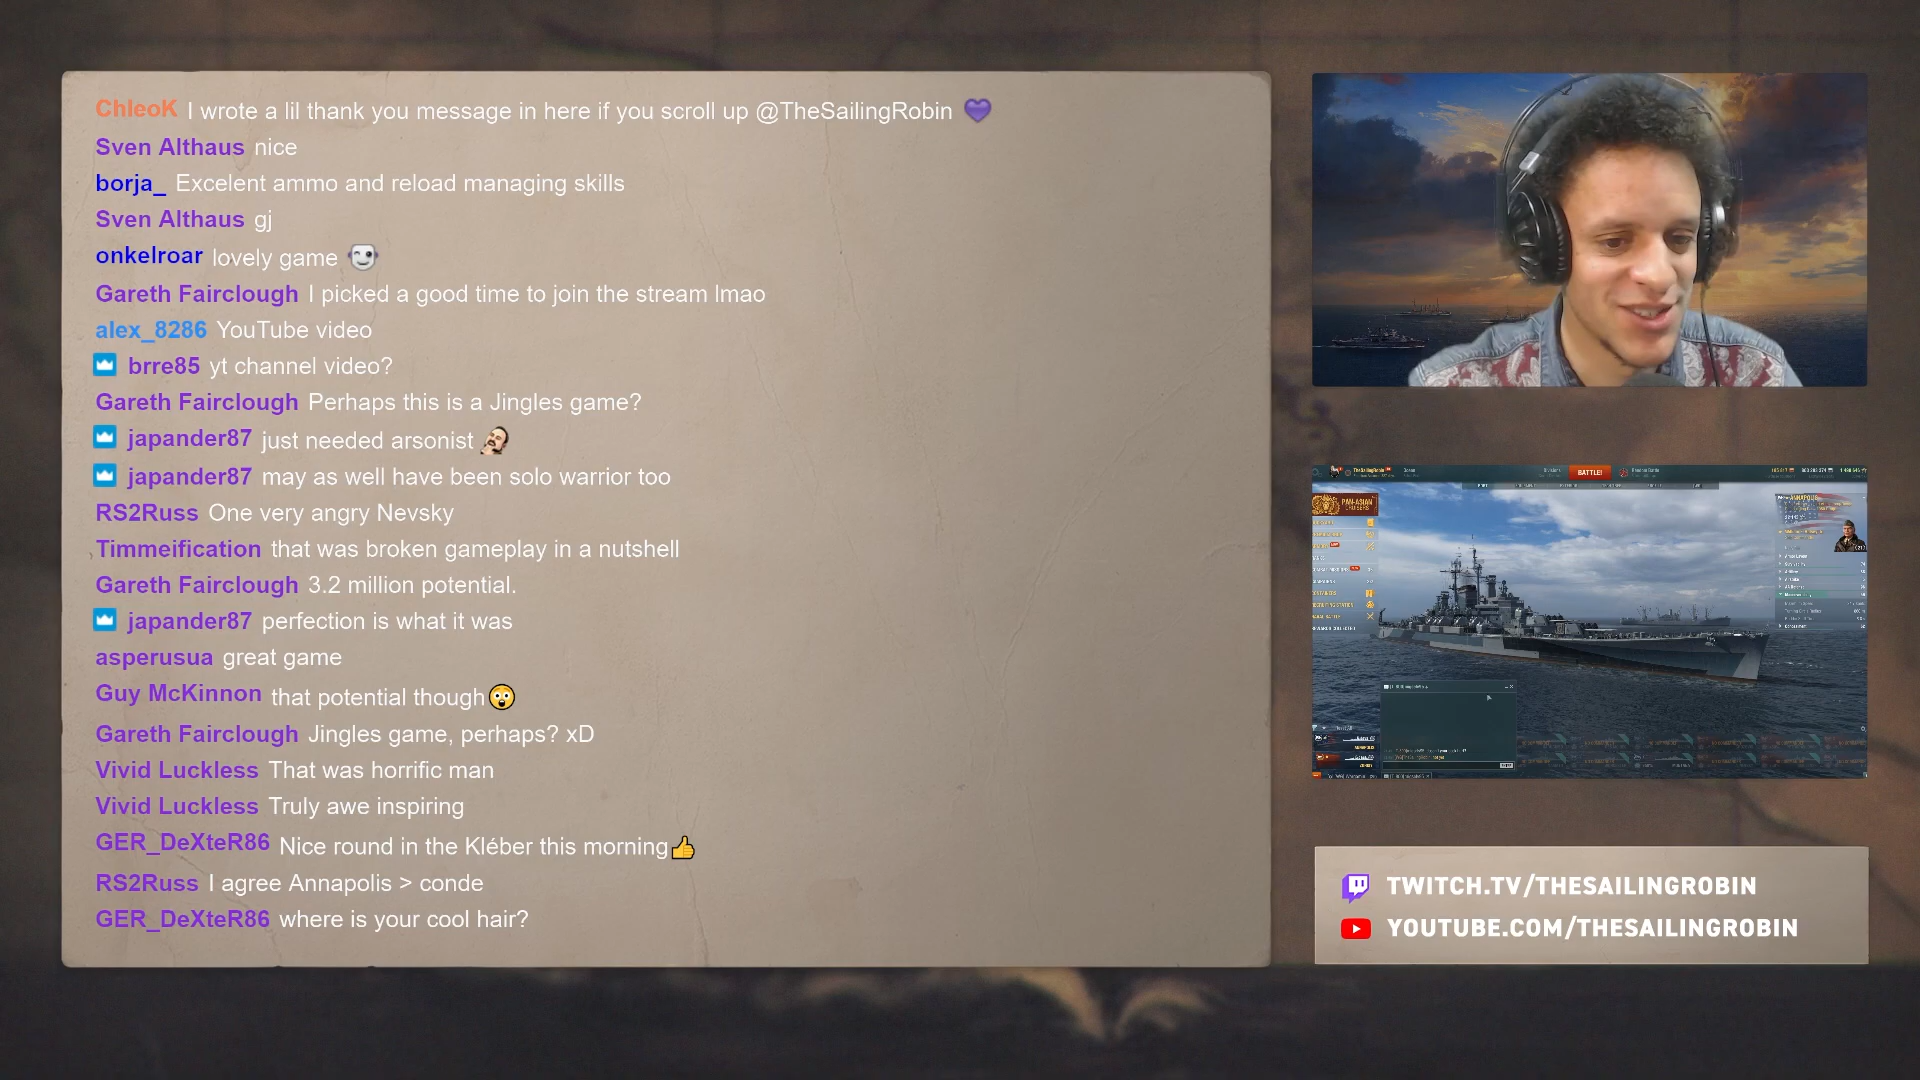 ChleoK I wrote a lil thank you message in here if you scroll up @TheSailingRobin 💜
Sven Althaus nice
borja_ Excelent ammo and reload managing skills
Sven Althaus gj
onkelroar lovely game
Gareth Fairclough I picked a good time to join the stream lmao
alex_8286 YouTube video
brre85 yt channel video?
Gareth Fairclough Perhaps this is a Jingles game?
japander87 just needed arsonist
japander87 may as well have been solo warrior too
RS2Russ One very angry Nevsky
Timmeification that was broken gameplay in a nutshell
Gareth Fairclough 3.2 million potential.
japander87 perfection is what it was
asperusua great game
Guy McKinnon that potential though😲
Gareth Fairclough Jingles game, perhaps? xD
Vivid Luckless That was horrific man
Vivid Luckless Truly awe inspiring
GER_DeXteR86 Nice round in the Kléber this morning👍
RS2Russ I agree Annapolis > conde
GER_DeXteR86 where is your cool hair?
TheSailingRobin
BATTLE!
PAN-ASIAN
CRUISERS
ANNAPOLIS
TWITCH.TV/THESAILINGROBIN
YOUTUBE.COM/THESAILINGROBIN